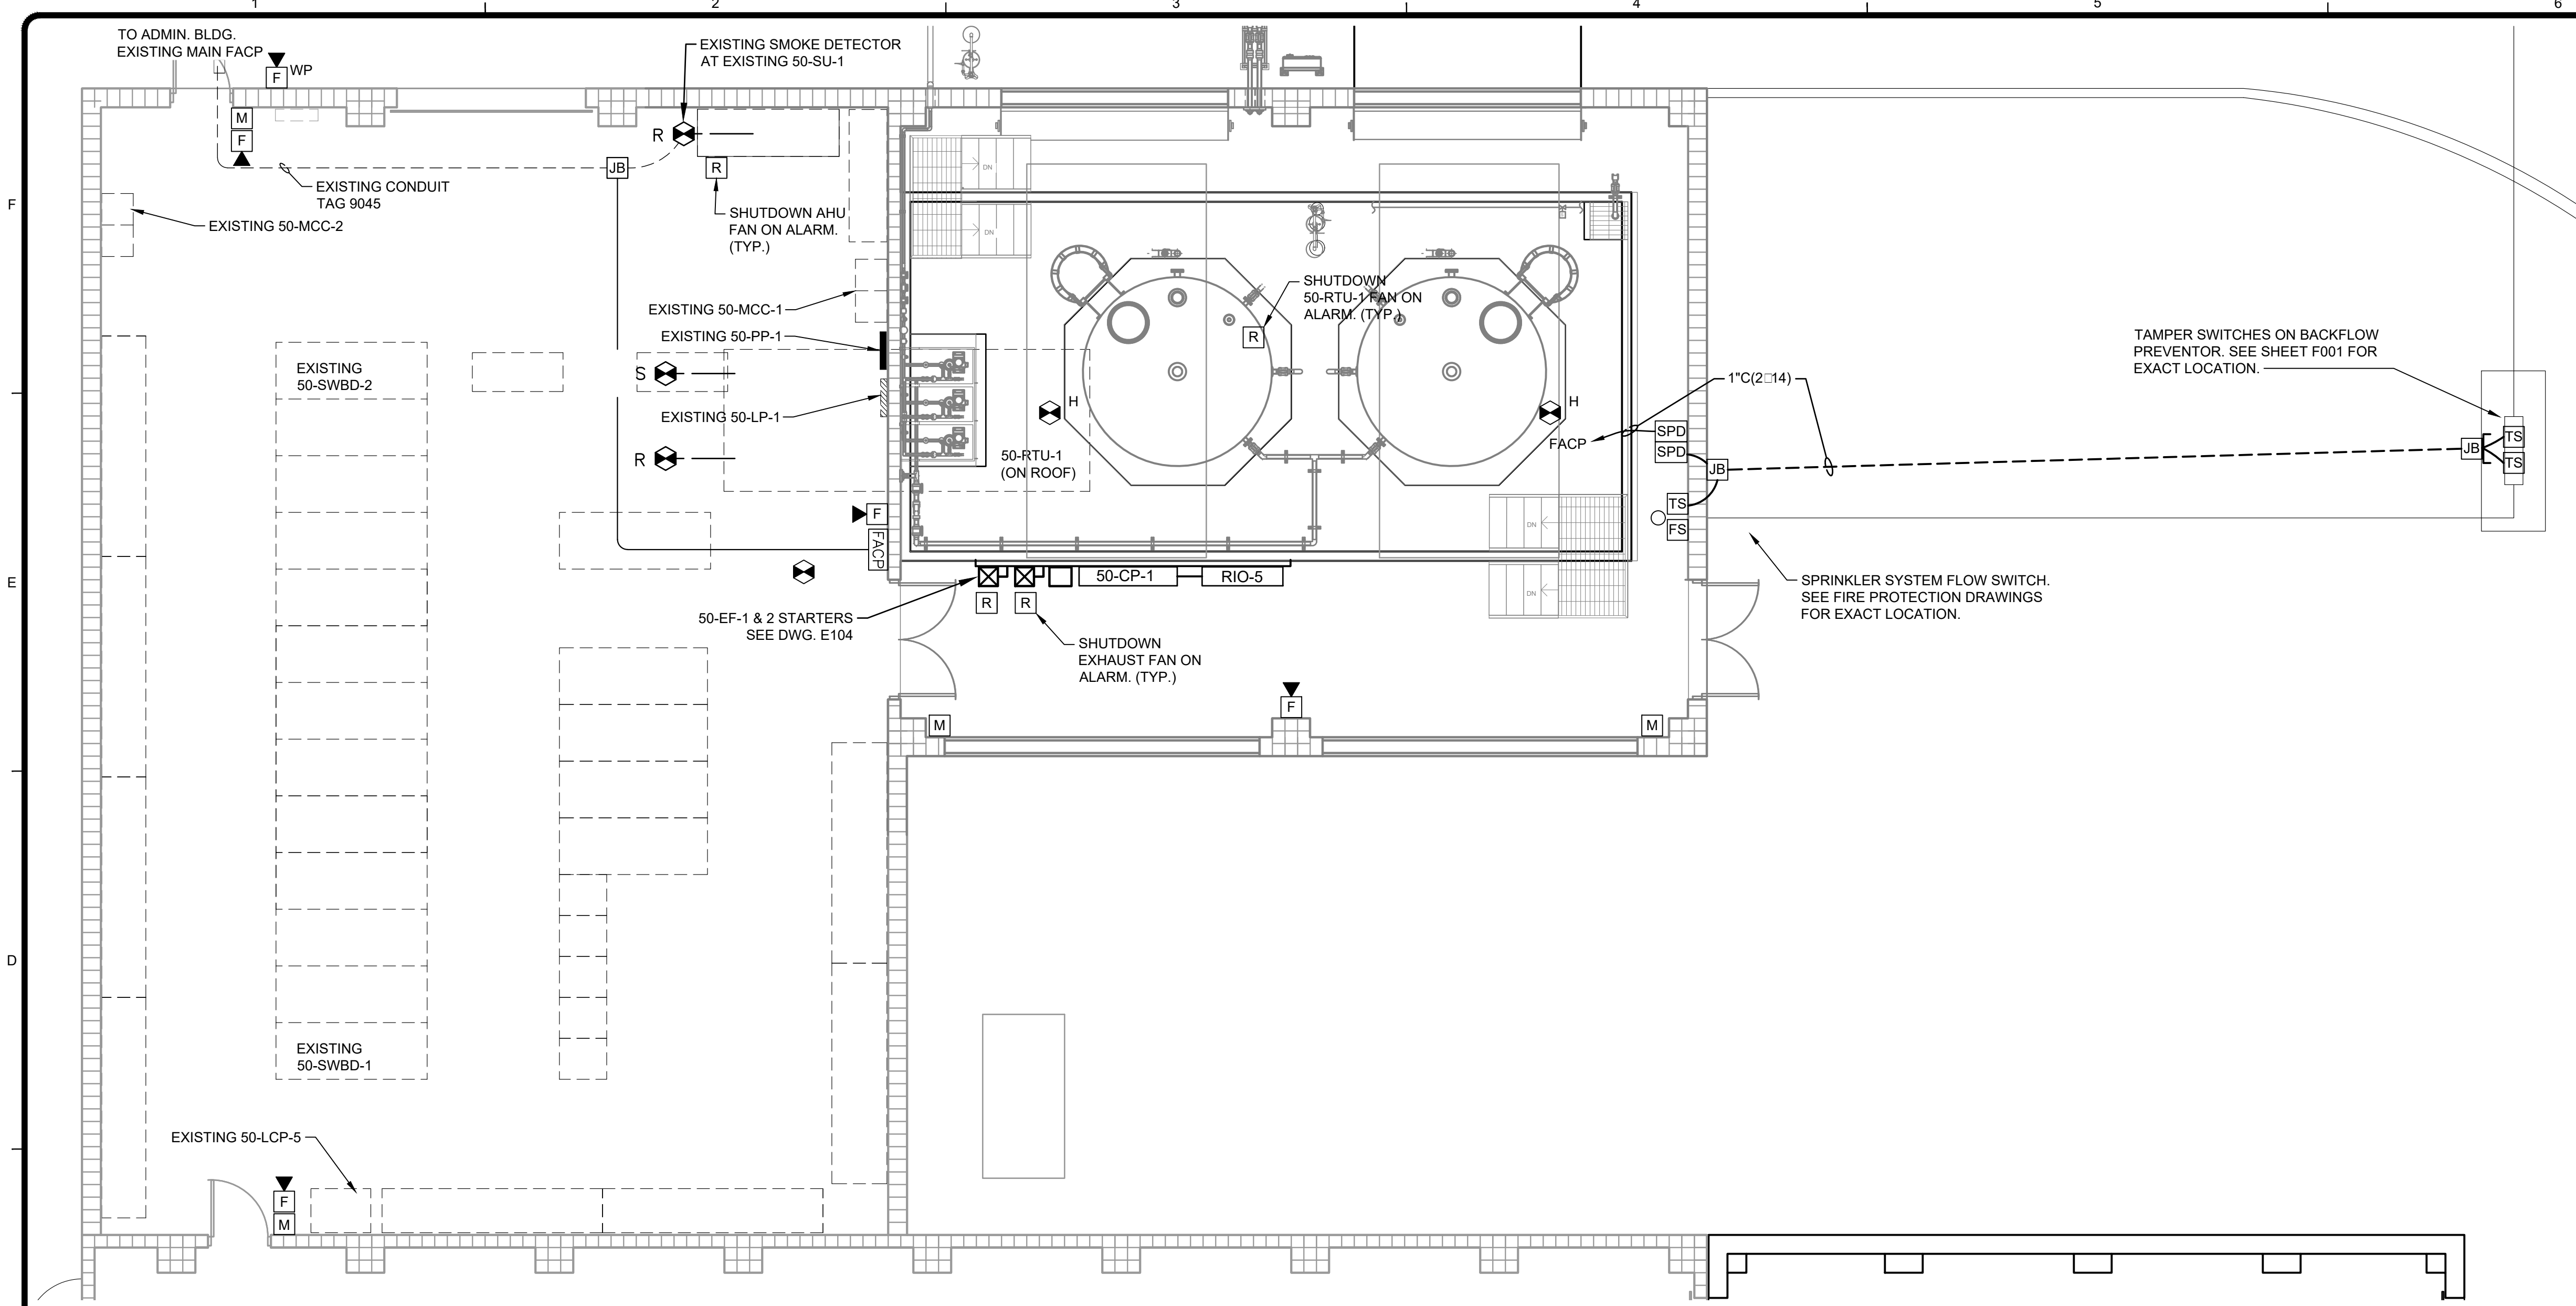 1
2
3
4
5
6
TO ADMIN. BLDG.
EXISTING MAIN FACP
F
WP
EXISTING SMOKE DETECTOR
AT EXISTING 50-SU-1
M
F
R
JB
R
DN
EXISTING CONDUIT
TAG 9045
F
EXISTING 50-MCC-2
SHUTDOWN AHU
FAN ON ALARM.
(TYP.)
DN
EXISTING 50-MCC-1
SHUTDOWN
50-RTU-1 FAN ON
ALARM. (TYP.)
R
EXISTING 50-PP-1
TAMPER SWITCHES ON BACKFLOW
PREVENTOR. SEE SHEET F001 FOR
EXACT LOCATION.
EXISTING
50-SWBD-2
S
1"C(2□14)
H
H
EXISTING 50-LP-1
FACP
SPD
SPD
TS
JB
TS
R
50-RTU-1
(ON ROOF)
JB
F
TS
FS
DN
FACP
E
50-CP-1
RIO-5
SPRINKLER SYSTEM FLOW SWITCH.
SEE FIRE PROTECTION DRAWINGS
FOR EXACT LOCATION.
DN
R
R
50-EF-1 & 2 STARTERS
SEE DWG. E104
SHUTDOWN
EXHAUST FAN ON
ALARM. (TYP.)
F
M
M
D
EXISTING
50-SWBD-1
EXISTING 50-LCP-5
F
M